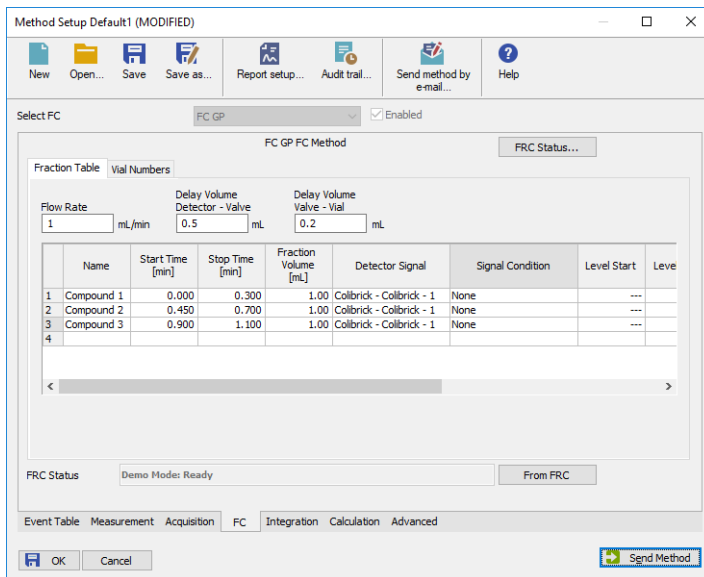 Method Setup Default1 (MODIFIED)
New Open... Save Save as... Report setup... Audit trail... Send method by e-mail... Help
Select FC FC GP Enabled
FC GP FC Method FRC Status...
Fraction Table Vial Numbers
Flow Rate Delay Volume Detector - Valve Delay Volume Valve - Vial
1 mL/min 0.5 mL 0.2 mL
Name Start Time [min] Stop Time [min] Fraction Volume [mL] Detector Signal Signal Condition Level Start Leve
1 Compound 1 0.000 0.300 1.00 Colibrick - Colibrick - 1 None ---
2 Compound 2 0.450 0.700 1.00 Colibrick - Colibrick - 1 None ---
3 Compound 3 0.900 1.100 1.00 Colibrick - Colibrick - 1 None ---
4
FRC Status Demo Mode: Ready From FRC
Event Table Measurement Acquisition FC Integration Calculation Advanced
OK Cancel Send Method